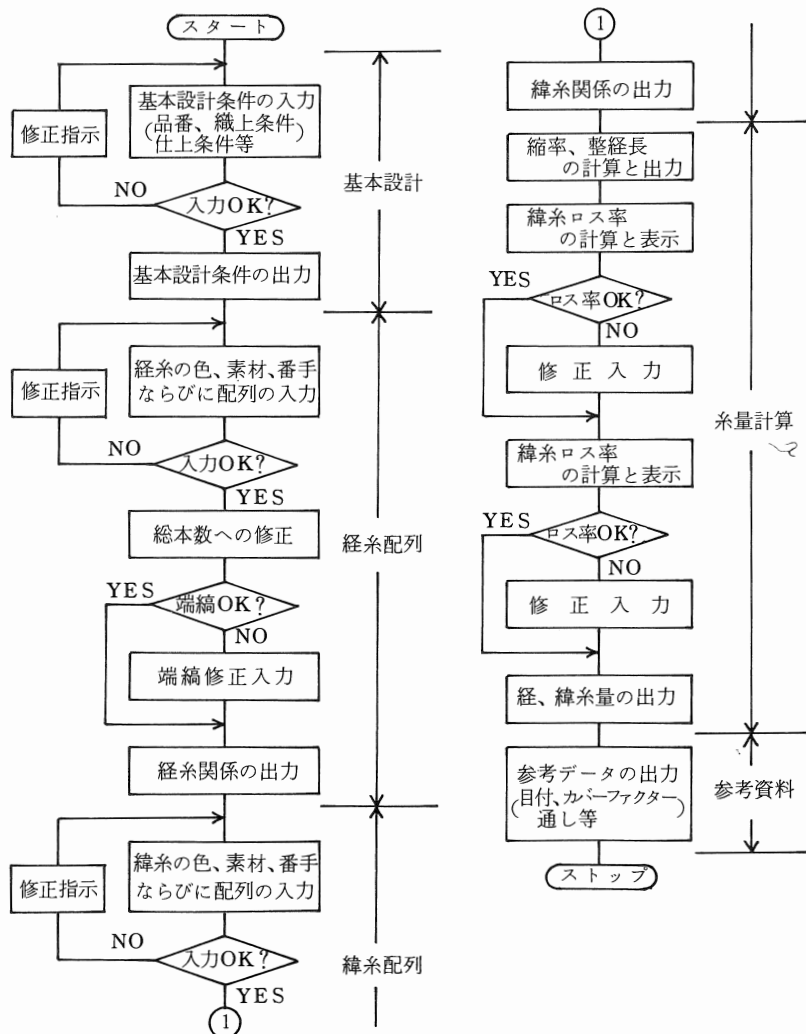 スタート
基本設計条件の入力
(品番、織上条件)
仕上条件等
修正指示
NO
入力OK?
YES
基本設計条件の出力
基本設計
経糸の色、素材、番手
ならびに配列の入力
修正指示
NO
入力OK?
YES
総本数への修正
YES
端縞OK?
NO
端縞修正入力
経糸関係の出力
経糸配列
緯糸の色、素材、番手
ならびに配列の入力
修正指示
NO
入力OK?
YES
1
緯糸配列
1
緯糸関係の出力
縮率、整経長
の計算と出力
緯糸ロス率
の計算と表示
YES
ロス率OK?
NO
修正入力
緯糸ロス率
の計算と表示
YES
ロス率OK?
NO
修正入力
経、緯糸量の出力
糸量計算
参考データの出力
(目付、カバーファクター)
通し等
参考資料
ストップ